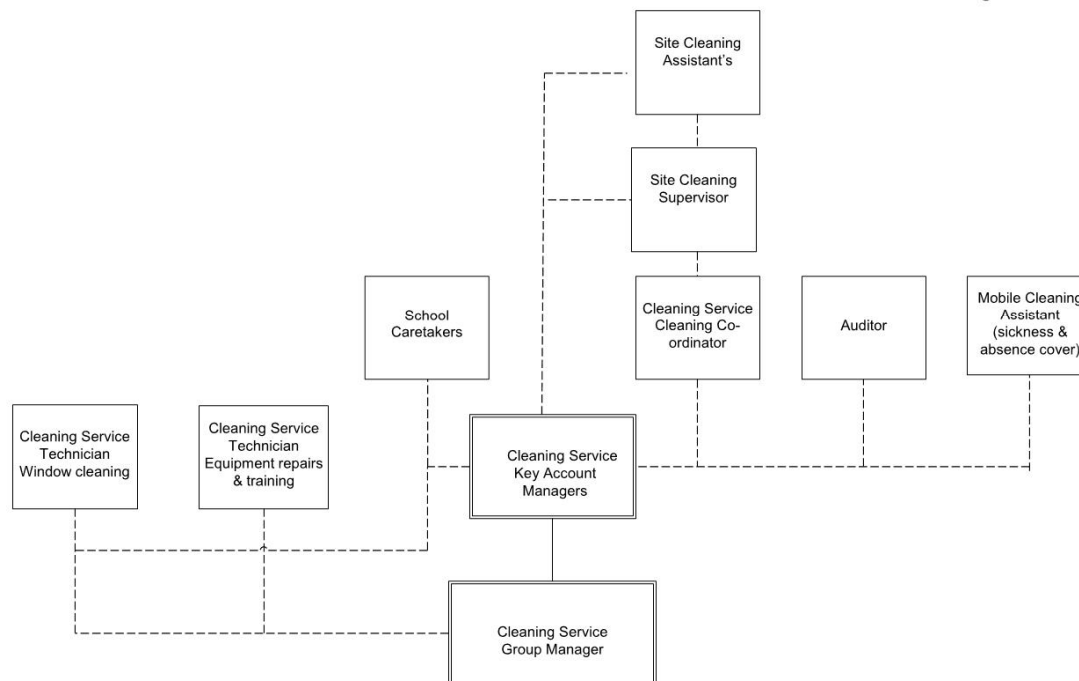 Site Cleaning
Assistant's
Site Cleaning
Supervisor
School
Caretakers
Cleaning Service
Cleaning Co-
ordinator
Auditor
Mobile Cleaning
Assistant
(sickness &
absence cover)
Cleaning Service
Technician
Window cleaning
Cleaning Service
Technician
Equipment repairs
& training
Cleaning Service
Key Account
Managers
Cleaning Service
Group Manager